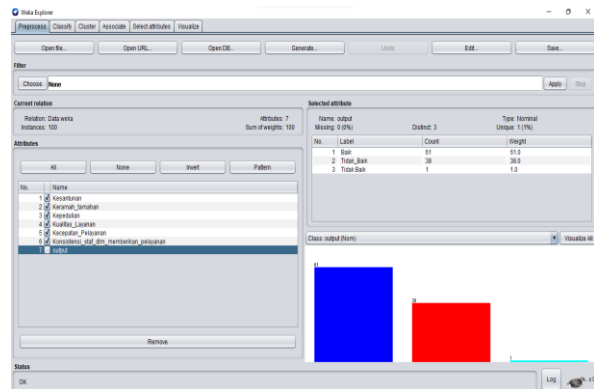 Weka Explorer
Preprocess Classify Cluster Associate Select attributes Visualize
Open file... Open URL... Open DB... Generate... Undo Edit... Save...
Filter
Choose None Apply Stop
Current relation
Relation: Data weka Attributes: 7
Instances: 100 Sum of weights: 100
Attributes
All None Invert Pattern
No. Name
1 Kesantunan
2 Keramah_tamahan
3 Kepedulian
4 Kualitas_Layanan
5 Kecepatan_Pelayanan
6 Konsistensi_staf_dlm_memberikan_pelayanan
7 output
Remove
Selected attribute
Name: output Type: Nominal
Missing: 0 (0%) Distinct: 3 Unique: 1 (1%)
No. Label Count Weight
1 Baik 61 61.0
2 Tidak_Baik 38 38.0
3 Tidak Baik 1 1.0
Class: output (Nom) Visualize All
61
38
1
Status
OK Log x 0